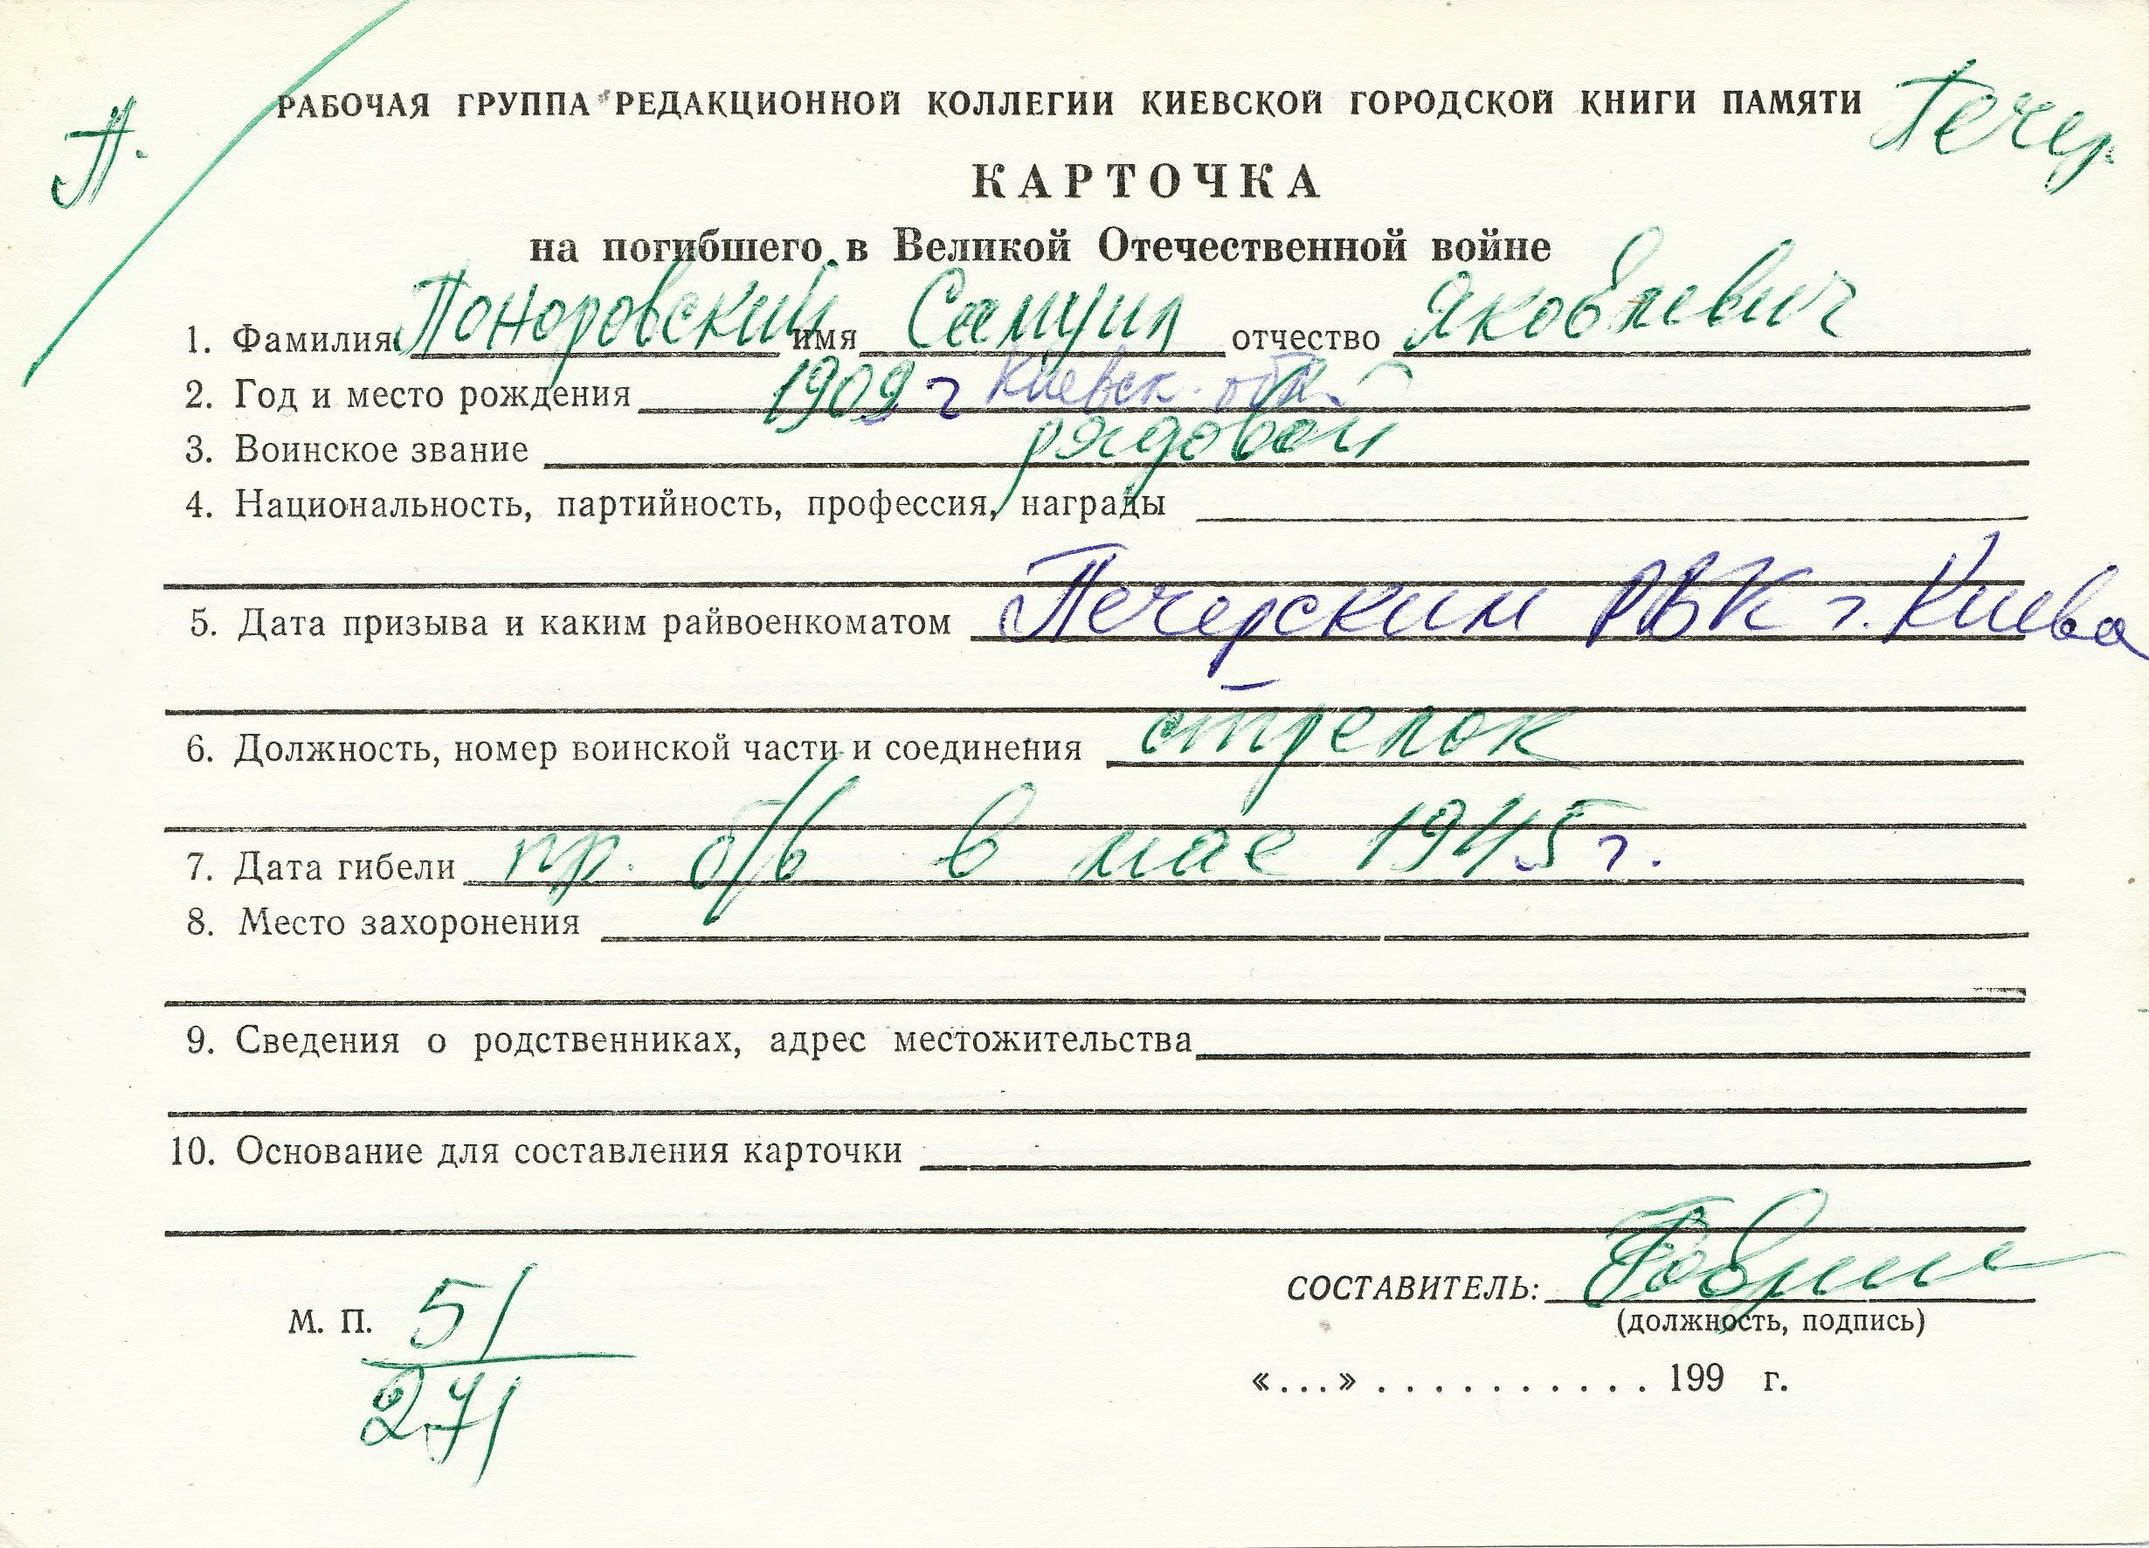 П.
РАБОЧАЯ ГРУППА РЕДАКЦИОННОЙ КОЛЛЕГИИ КИЕВСКОЙ ГОРОДСКОЙ КНИГИ ПАМЯТИ
Печер.
КАРТОЧКА
на погибшего в Великой Отечественной войне
1. Фамилия Поноровский имя Самуил отчество Яковлевич
2. Год и место рождения 1909 г Киевск. обл.
3. Воинское звание рядовой
4. Национальность, партийность, профессия, награды
5. Дата призыва и каким райвоенкоматом Печерским РВК г. Киева
6. Должность, номер воинской части и соединения стрелок
7. Дата гибели пр. б/в в мае 1945 г.
8. Место захоронения
9. Сведения о родственниках, адрес местожительства
10. Основание для составления карточки
СОСТАВИТЕЛЬ:
(должность, подпись)
М. П. 51
271
«...» . . . . . . . . . . . 199 г.